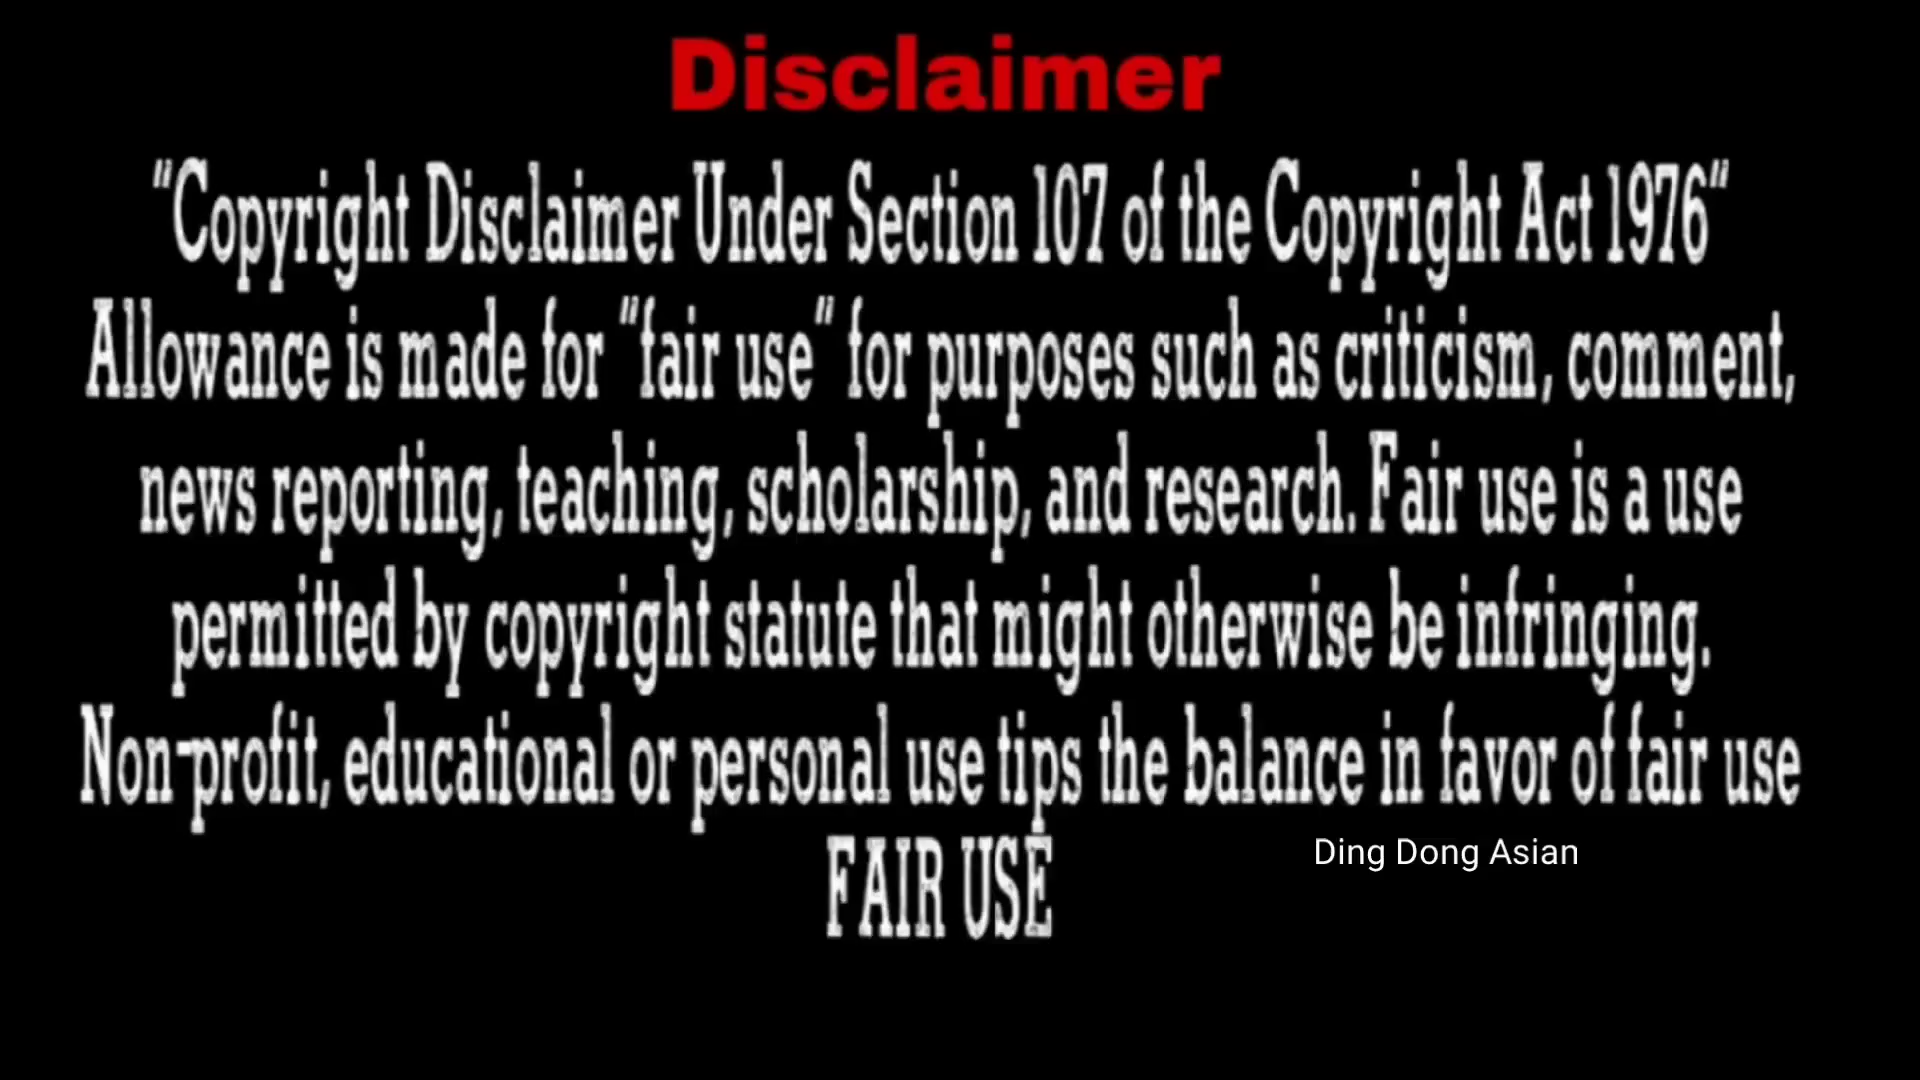 Disclaimer
"Copyright Disclaimer Under Section 107 of the Copyright Act 1976"
Allowance is made for "fair use" for purposes such as criticism, comment,
news reporting, teaching, scholarship, and research. Fair use is a use
permitted by copyright statute that might otherwise be infringing.
Non-profit, educational or personal use tips the balance in favor of fair use
FAIR USE
Ding Dong Asian